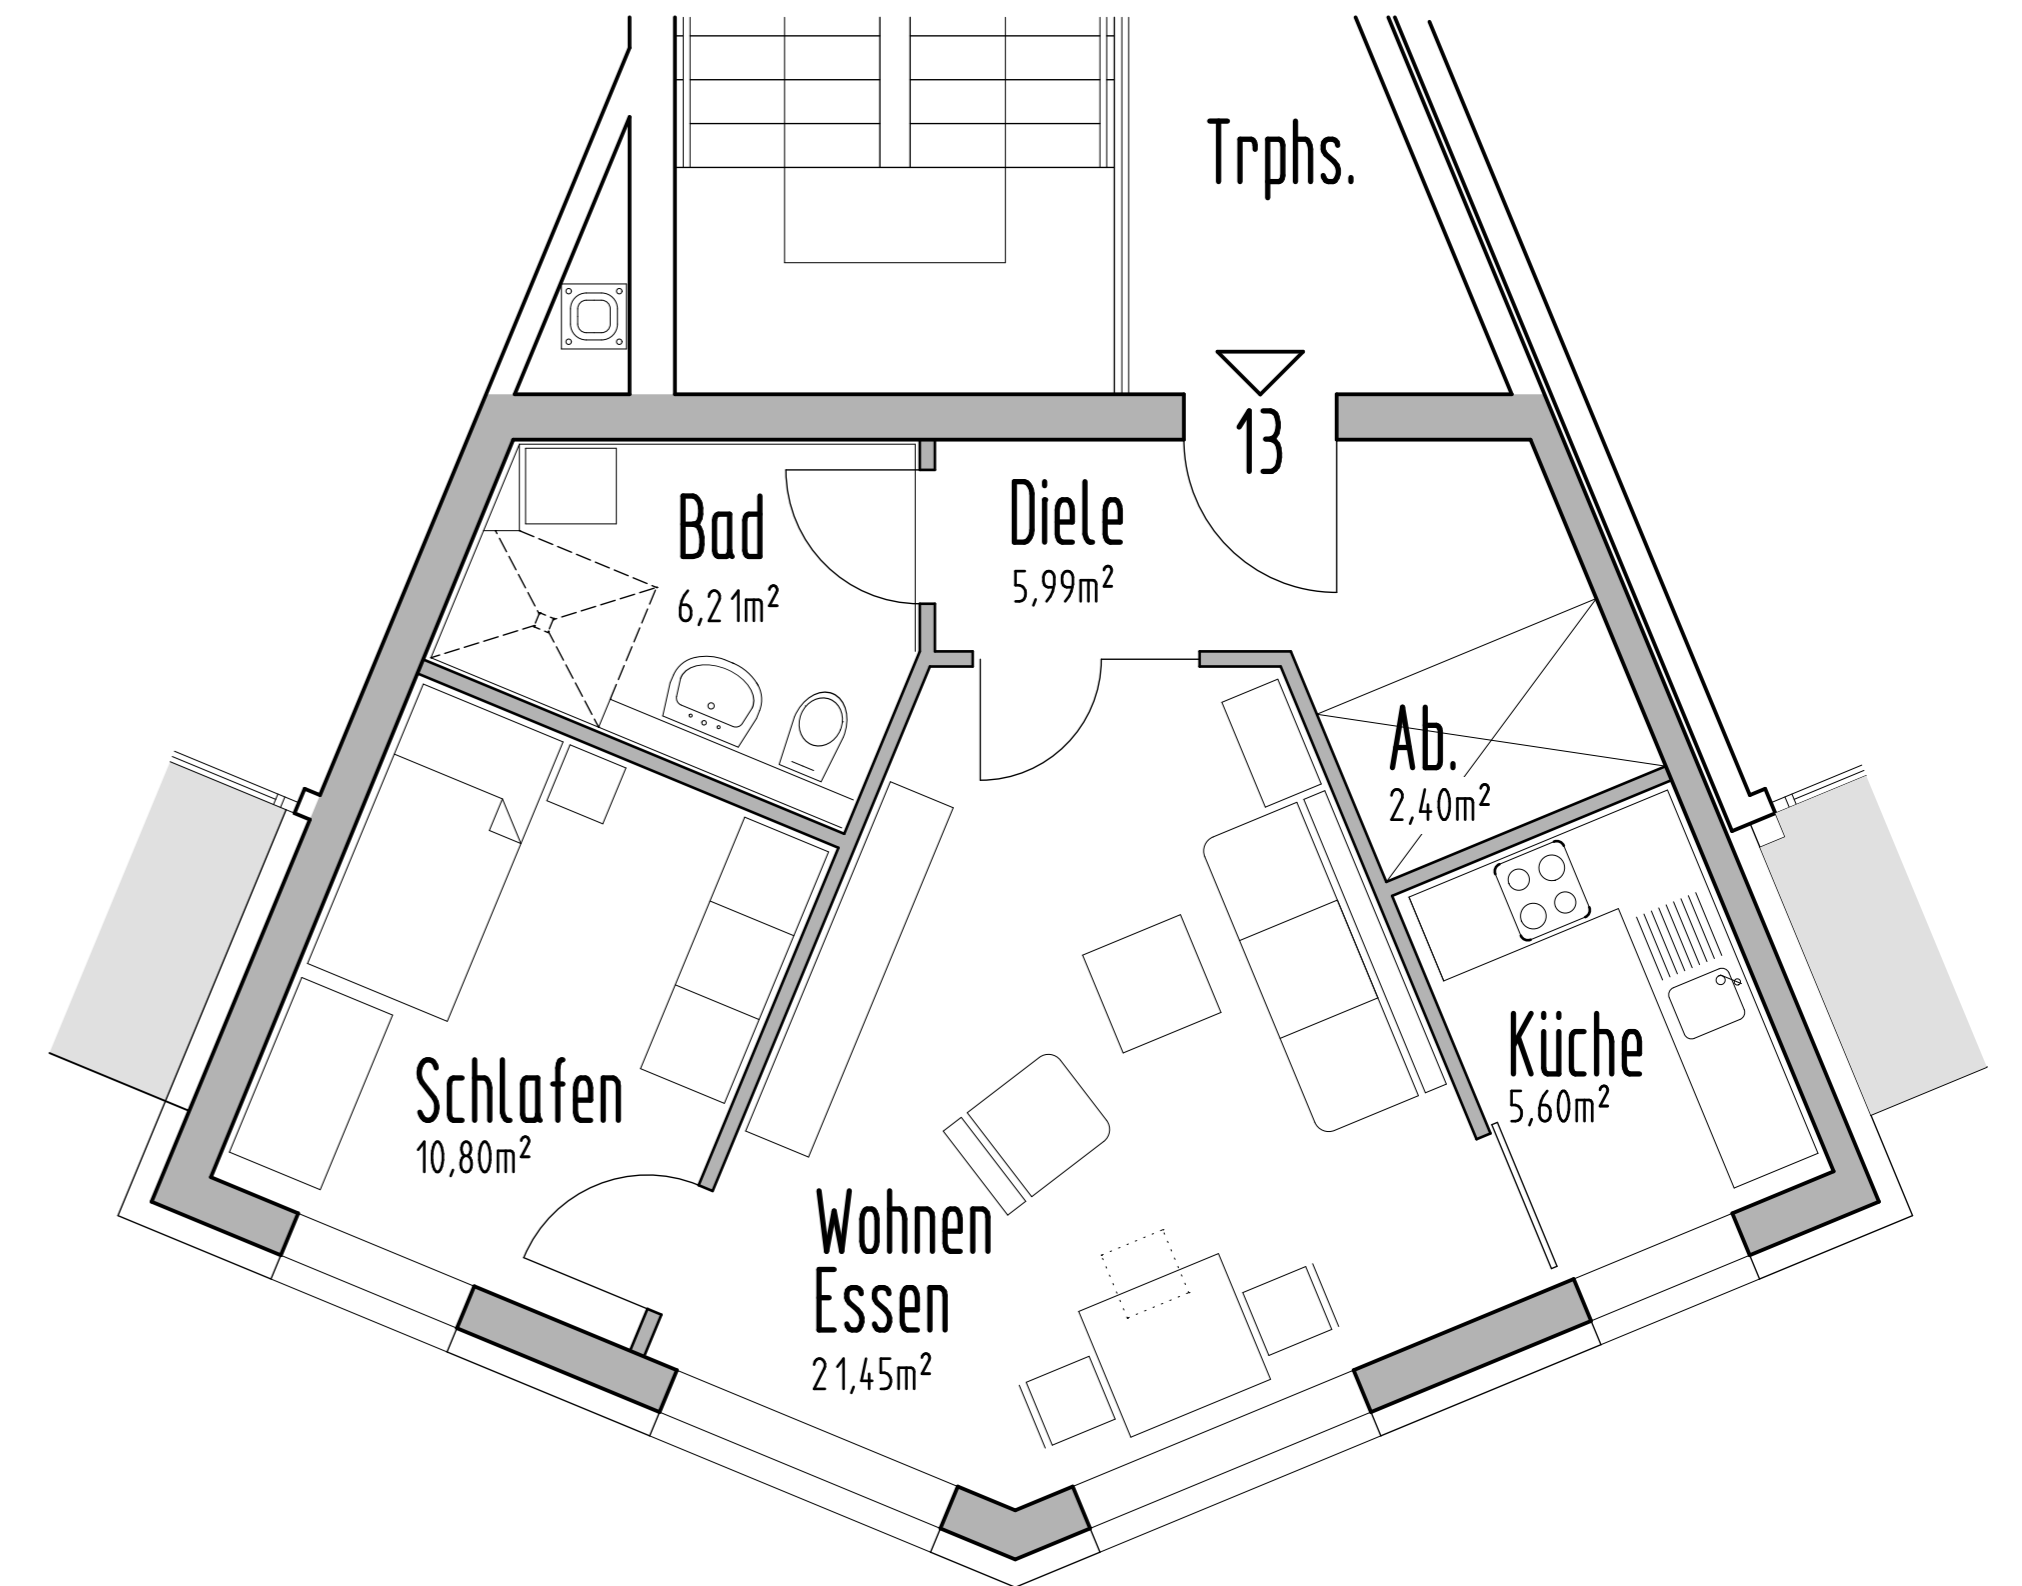 Trphs.
13
Bad
6,21m²
Diele
5,99m²
Ab.
2,40m²
Küche
5,60m²
Schlafen
10,80m²
Wohnen
Essen
21,45m²